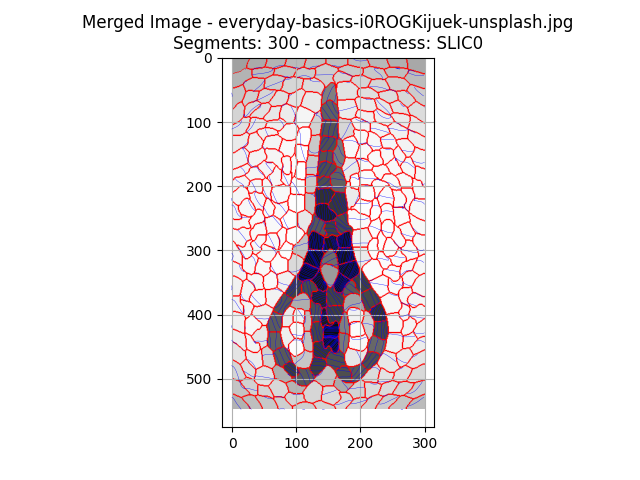 Merged Image - everyday-basics-i0ROGKijuek-unsplash.jpg
Segments: 300 - compactness: SLIC0
0
100
200
300
400
500
0 100 200 300